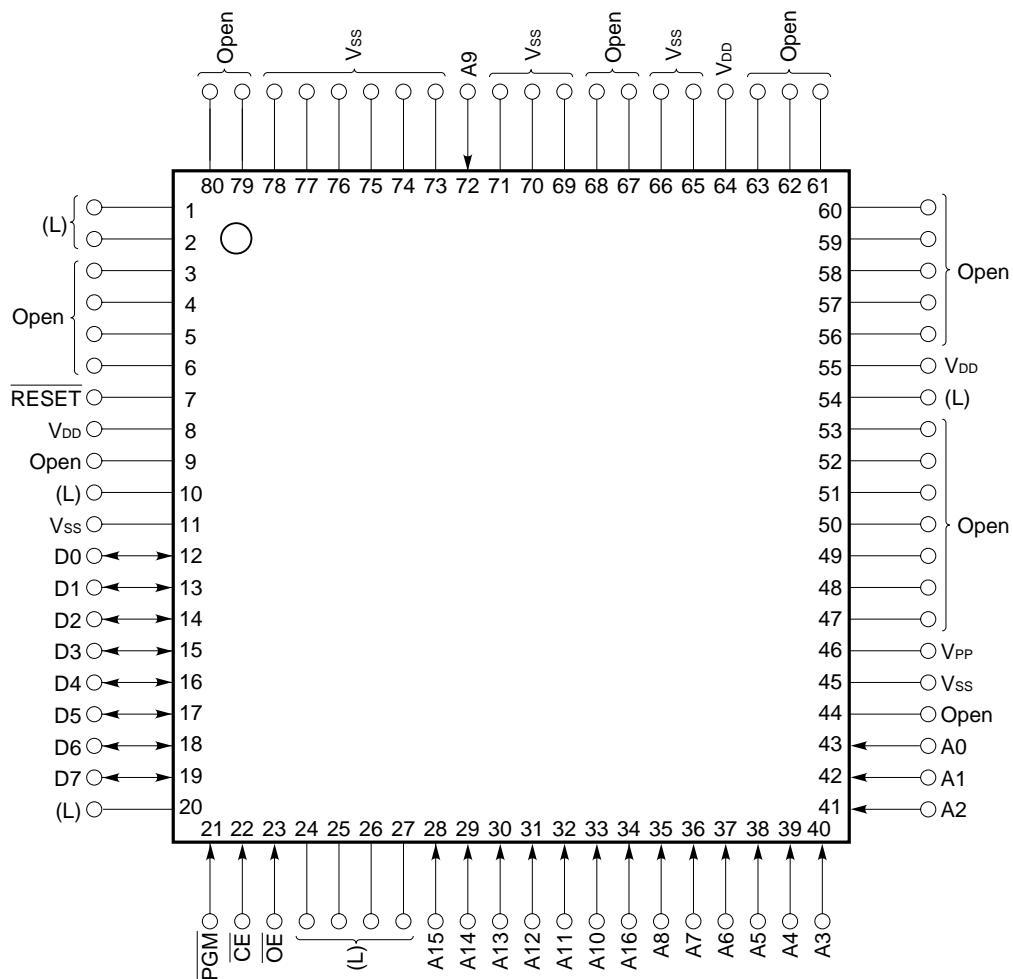 Open
VSS
A9
VSS
Open
VSS
VDD
Open
80 79 78 77 76 75 74 73 72 71 70 69 68 67 66 65 64 63 62 61
(L)
1
2
Open
3
4
5
6
RESET 7
VDD 8
Open 9
(L) 10
VSS 11
D0 12
D1 13
D2 14
D3 15
D4 16
D5 17
D6 18
D7 19
(L) 20
60
59
58
57
56
Open
55 VDD
54 (L)
53
52
51
50
49
48
47
Open
46 VPP
45 VSS
44 Open
43 A0
42 A1
41 A2
21 22 23 24 25 26 27 28 29 30 31 32 33 34 35 36 37 38 39 40
PGM
CE
OE
(L)
A15
A14
A13
A12
A11
A10
A16
A8
A7
A6
A5
A4
A3